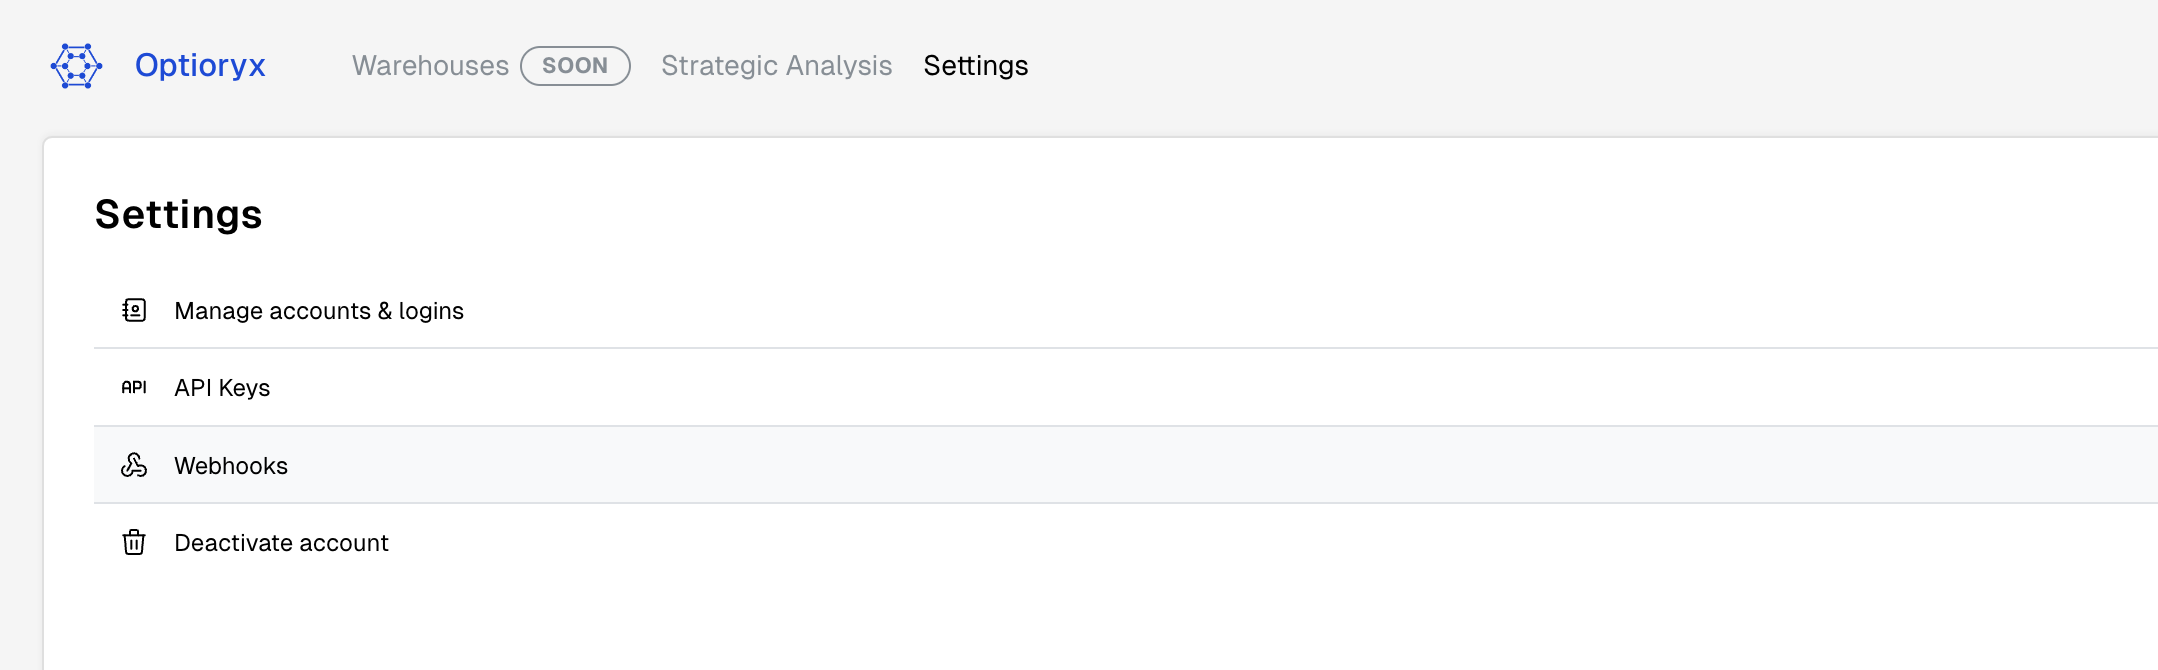 Optioryx Warehouses SOON Strategic Analysis Settings
Settings
Manage accounts & logins
API API Keys
Webhooks
Deactivate account